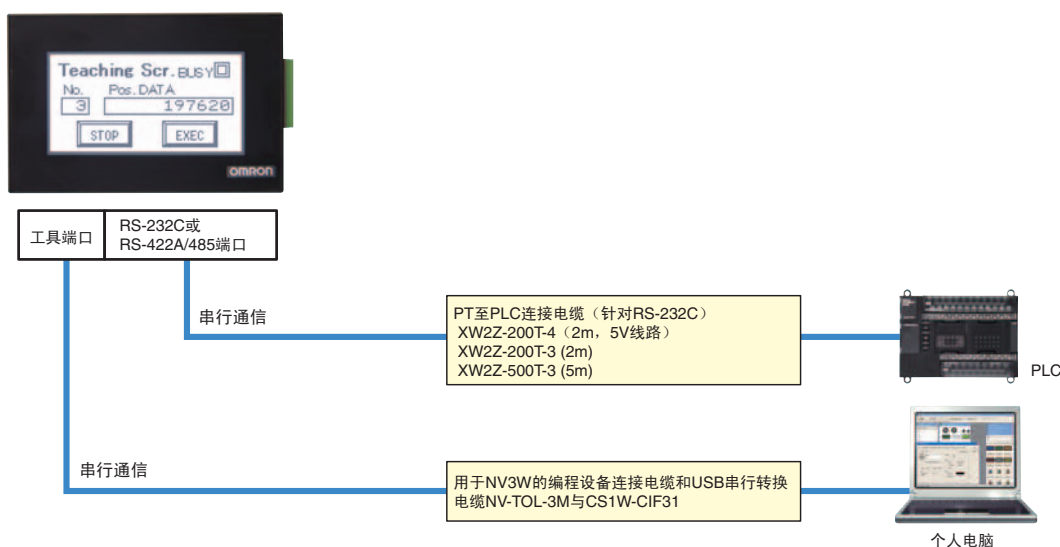 Teaching Scr. BUSY
No. Pos. DATA
3 197620
STOP EXEC
OMRON
工具端口
RS-232C或
RS-422A/485端口
串行通信
PT至PLC连接电缆（针对RS-232C）
XW2Z-200T-4（2m，5V线路）
XW2Z-200T-3 (2m)
XW2Z-500T-3 (5m)
PLC
串行通信
用于NV3W的编程设备连接电缆和USB串行转换
电缆NV-TOL-3M与CS1W-CIF31
个人电脑